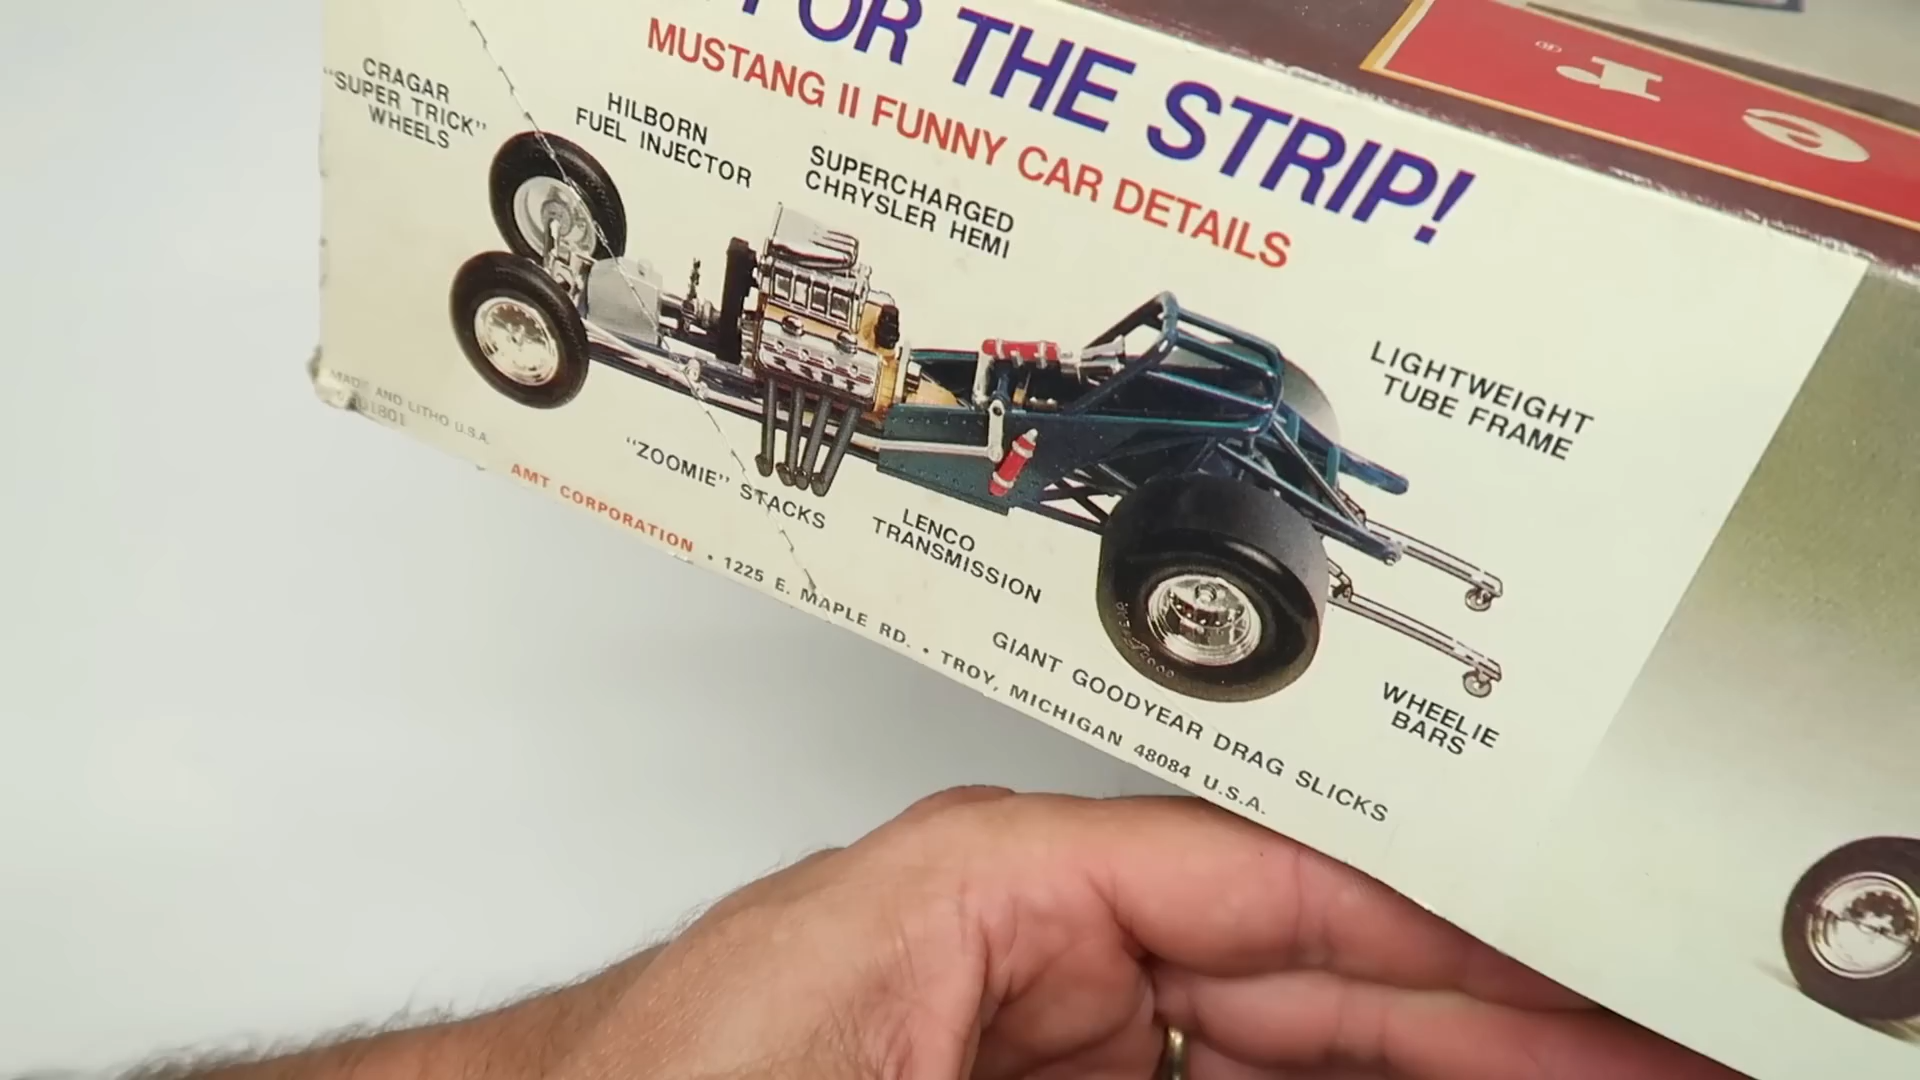 FOR THE STRIP!
MUSTANG II FUNNY CAR DETAILS
CRAGAR
"SUPER TRICK"
WHEELS
HILBORN
FUEL INJECTOR
SUPERCHARGED
CHRYSLER HEMI
LIGHTWEIGHT
TUBE FRAME
"ZOOMIE" STACKS
LENCO
TRANSMISSION
GIANT GOODYEAR DRAG SLICKS
WHEELIE
BARS
MADE AND LITHO U.S.A.
AMT CORPORATION • 1225 E. MAPLE RD. • TROY, MICHIGAN 48084 U.S.A.